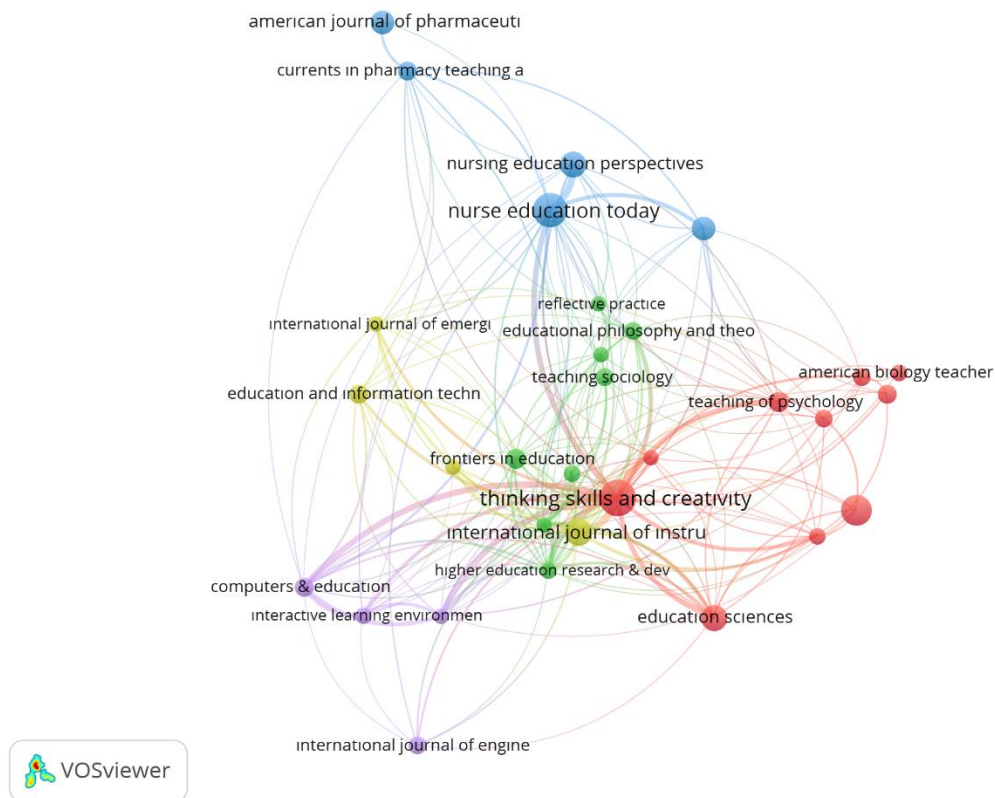 american journal of pharmaceuti
currents in pharmacy teaching a
nursing education perspectives
nurse education today
reflective practice
international journal of emergi
educational philosophy and theo
american biology teacher
teaching sociology
education and information techn
teaching of psychology
frontiers in education
thinking skills and creativity
international journal of instru
higher education research & dev
computers & education
interactive learning environmen
education sciences
international journal of engine
VOSviewer